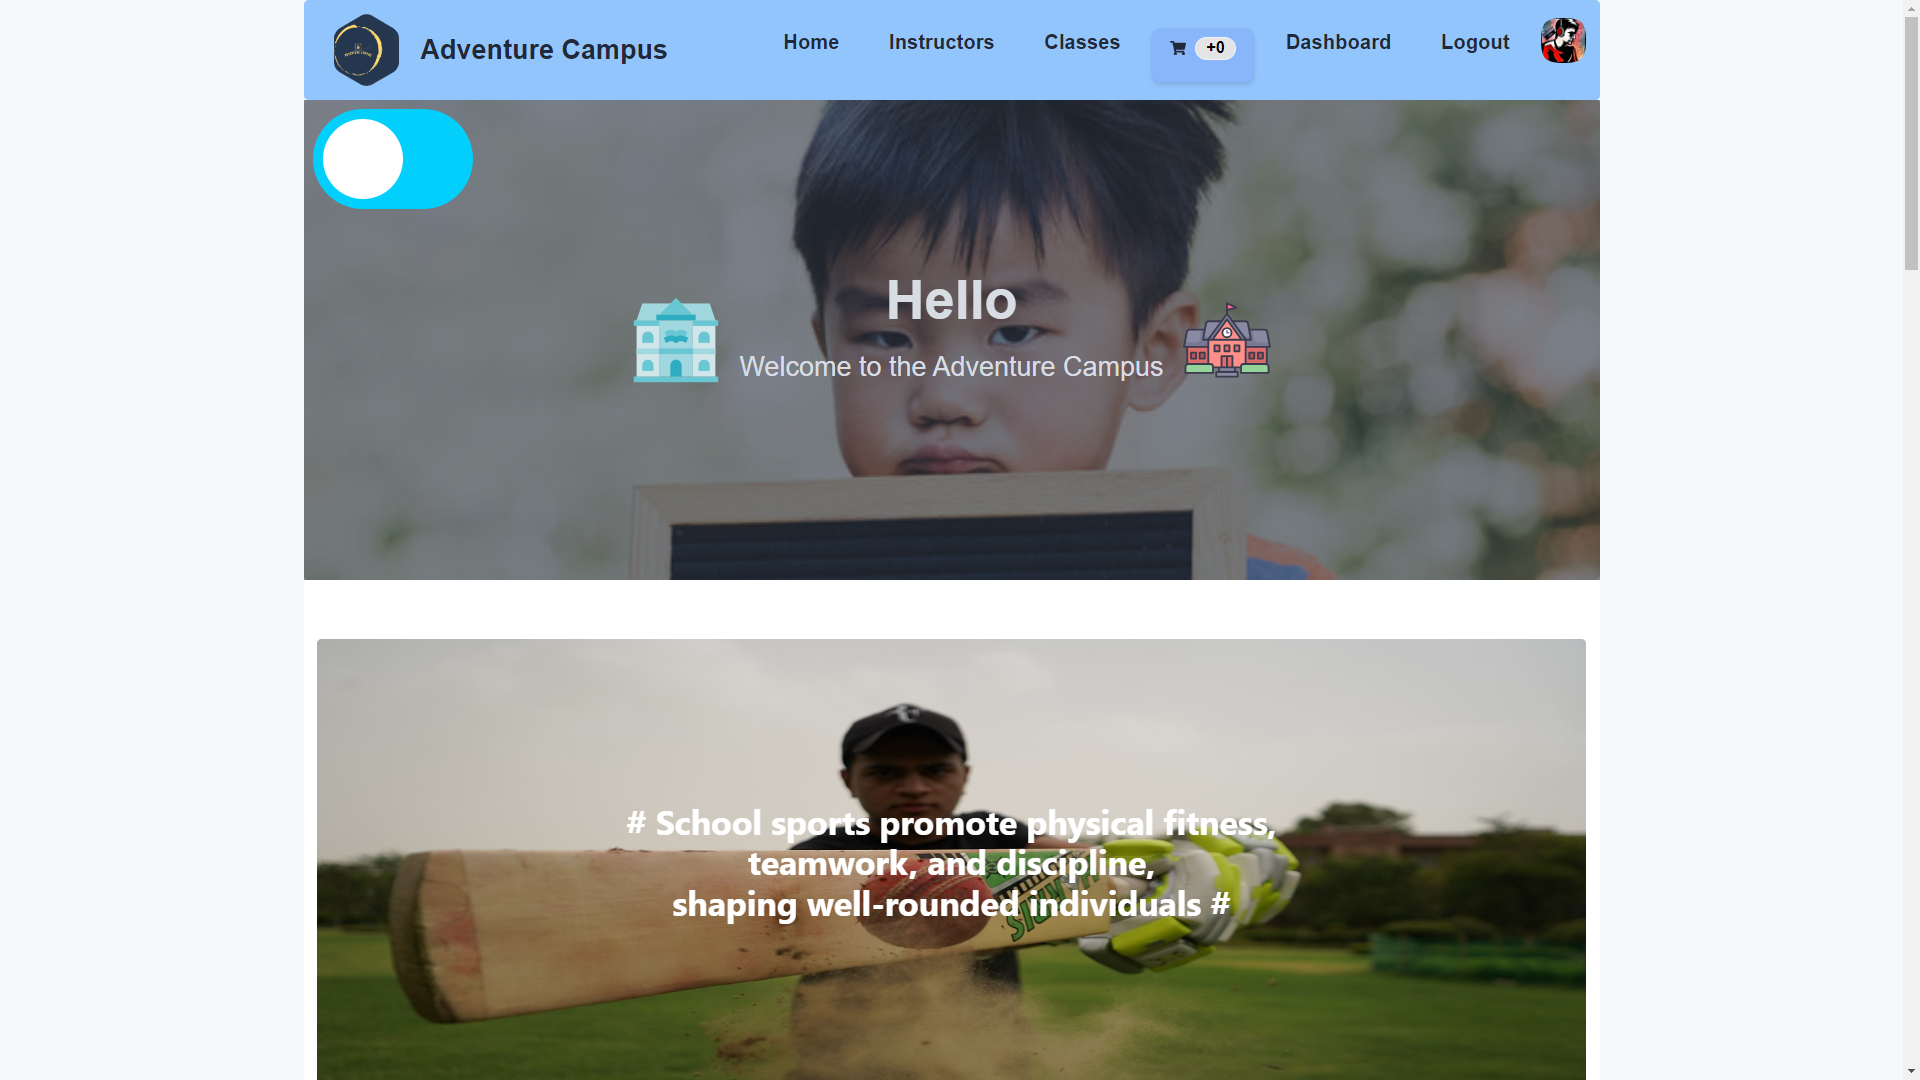 Adventure Campus
Home
Instructors
Classes
+0
Dashboard
Logout
Hello
Welcome to the Adventure Campus
# School sports promote physical fitness,
teamwork, and discipline,
shaping well-rounded individuals #